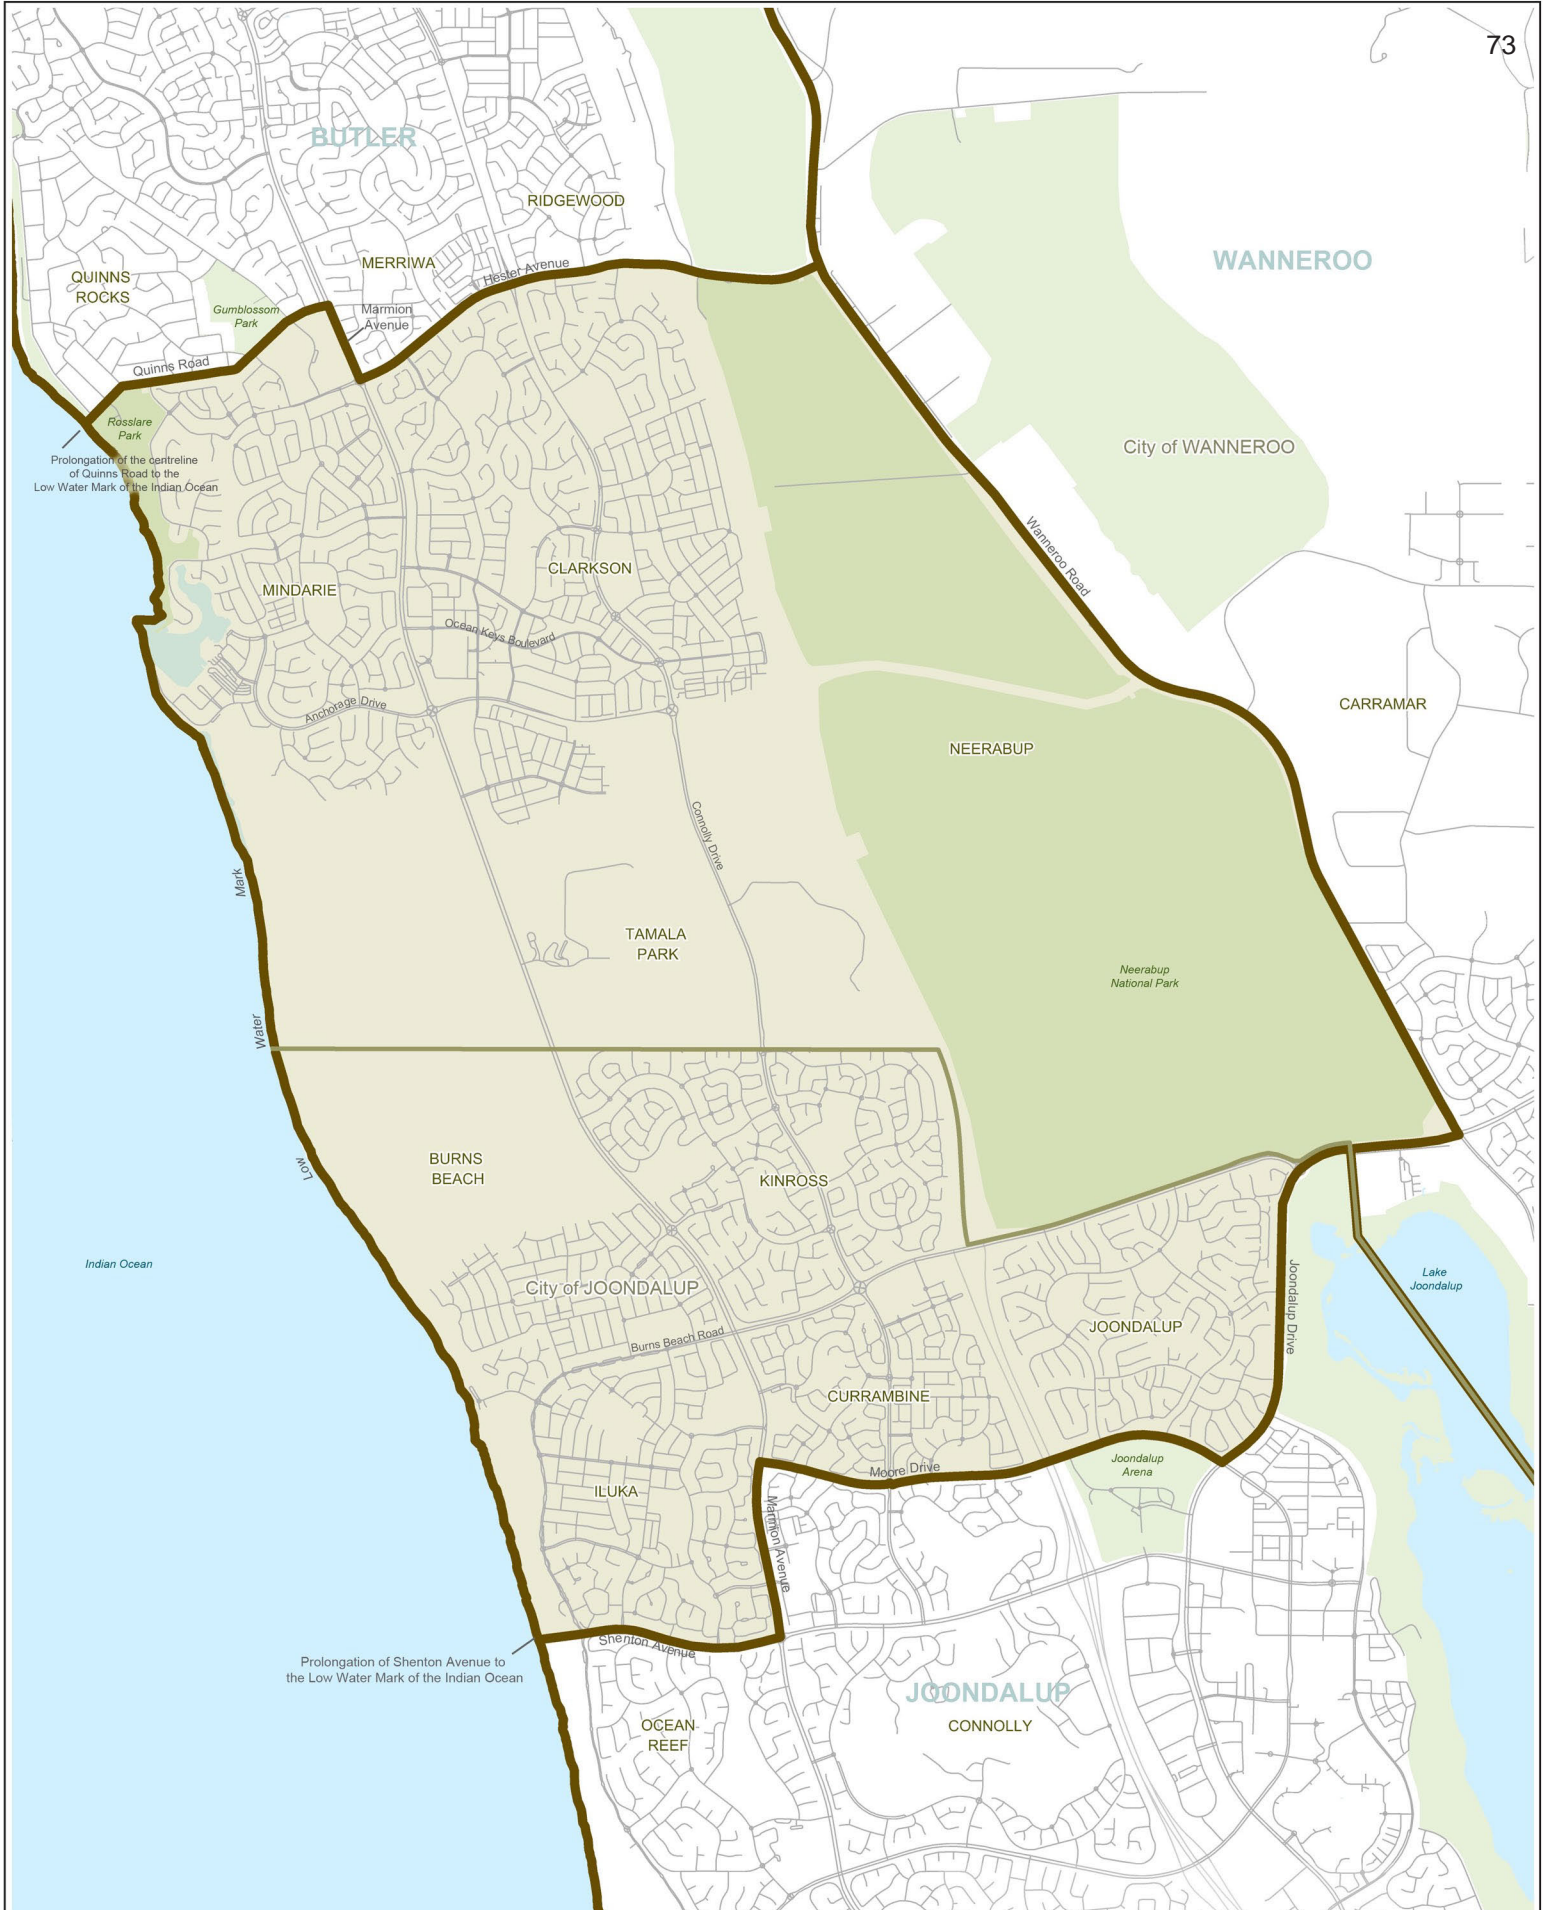 73
BUTLER
RIDGEWOOD
WANNEROO
MERRIWA
Hester Avenue
QUINNS
ROCKS
Gumblossom
Park
Marmion
Avenue
Quinns Road
Rosslare
Park
City of WANNEROO
Prolongation of the centreline
of Quinns Road to the
Low Water Mark of the Indian Ocean
Wanneroo Road
CLARKSON
MINDARIE
Ocean Keys Boulevard
Anchorage Drive
CARRAMAR
NEERABUP
Connolly Drive
Mark
TAMALA
PARK
Neerabup
National Park
Water
Low
BURNS
BEACH
KINROSS
Indian Ocean
City of JOONDALUP
Lake
Joondalup
Joondalup Drive
JOONDALUP
Burns Beach Road
CURRAMBINE
Moore Drive
Joondalup
Arena
ILUKA
Marmion Avenue
Shenton Avenue
Prolongation of Shenton Avenue to
the Low Water Mark of the Indian Ocean
JOONDALUP
OCEAN
REEF
CONNOLLY